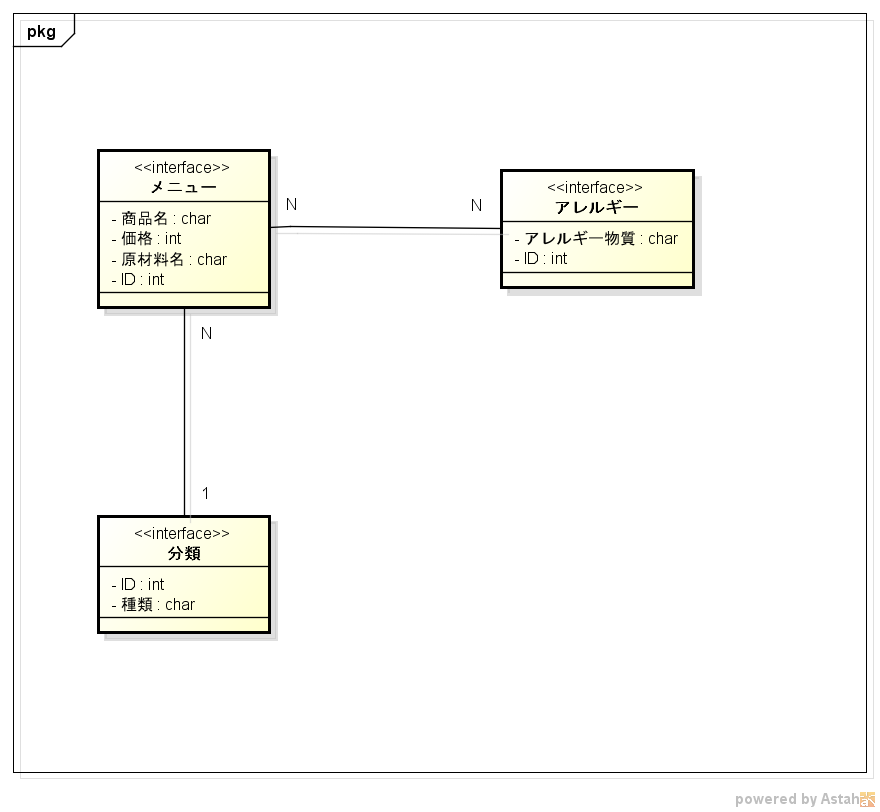 pkg
<<interface>>
メニュー
- 商品名 : char
- 価格 : int
- 原材料名 : char
- ID : int
N
N
<<interface>>
アレルギー
- アレルギー物質 : char
- ID : int
N
1
<<interface>>
分類
- ID : int
- 種類 : char
powered by Astah